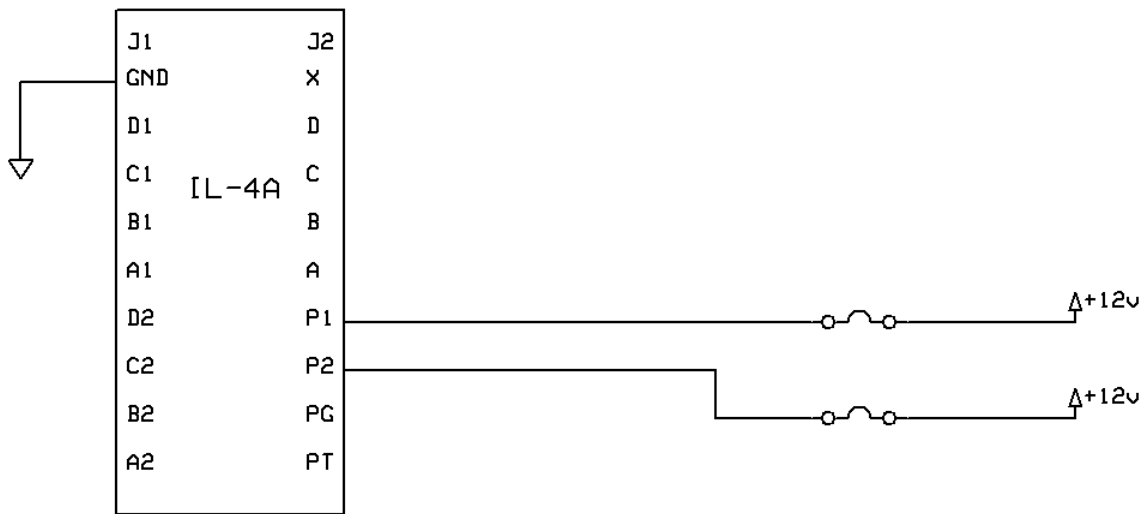 J1 J2
GND X
D1 D
C1 C
IL-4A
B1 B
A1 A
D2 P1
+12v
C2 P2
+12v
B2 PG
A2 PT